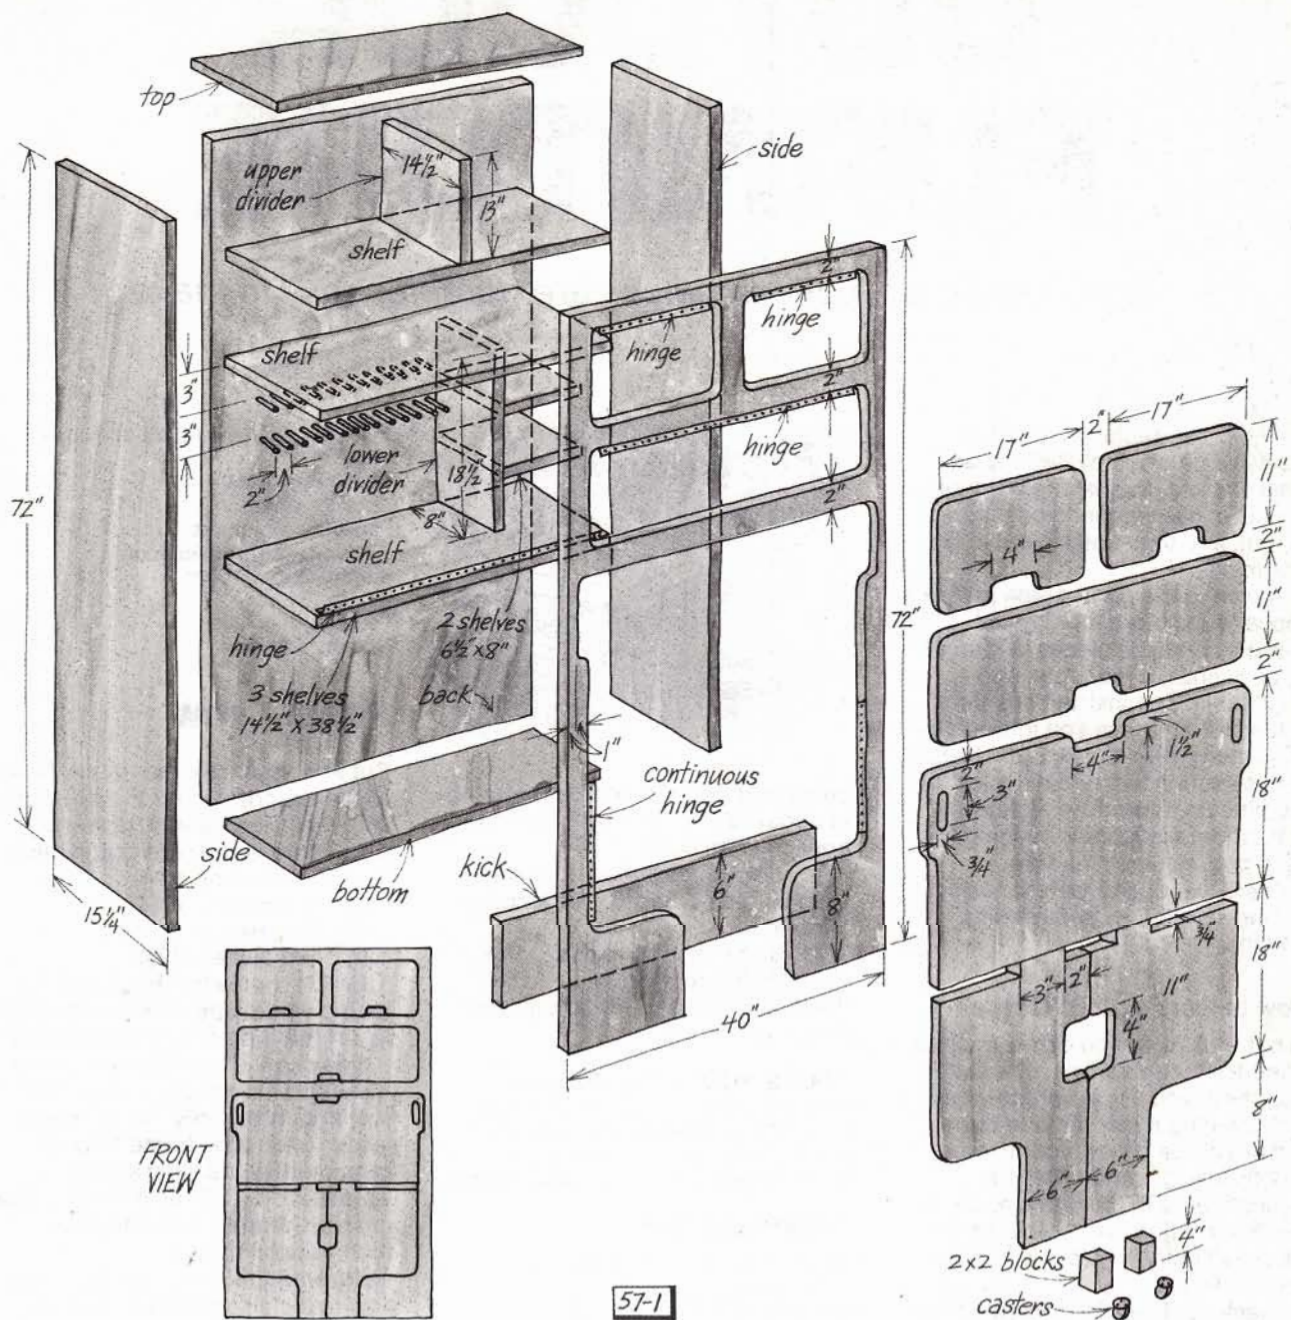 top
side
upper
divider
14½"
13"
shelf
2"
hinge
hinge
shelf
3"
3"
2"
hinge
lower
divider
18½"
2"
8"
72"
shelf
hinge
2 shelves
6½" x 8"
3 shelves
14½" x 38½"
back
1"
continuous
hinge
72"
side
bottom
kick
6"
8"
15¼"
40"
17"
2"
17"
11"
4"
2"
11"
2"
1½"
4"
2"
3"
18"
¾"
¾"
3"
2"
11"
18"
4"
8"
6"
6"
4"
2x2 blocks
casters
FRONT
VIEW
57-1